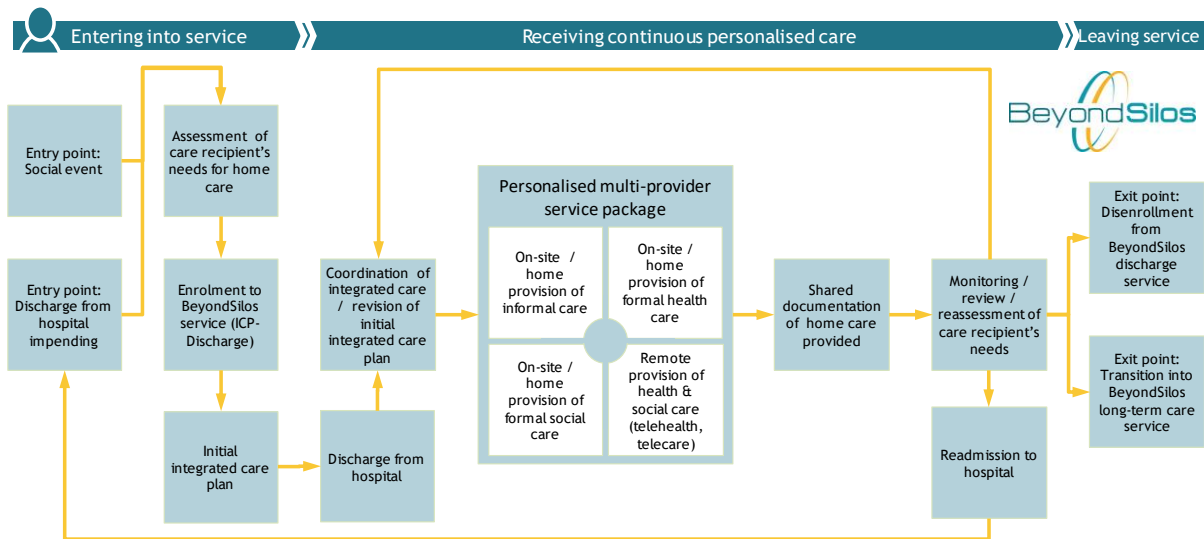 Entering into service
Receiving continuous personalised care
Leaving service
BeyondSilos
Entry point:
Social event
Assessment of
care recipient's
needs for home
care
Entry point:
Discharge from
hospital
impending
Enrolment to
BeyondSilos
service (ICP-
Discharge)
Initial
integrated care
plan
Discharge from
hospital
Coordination of
integrated care
/ revision of
initial
integrated care
plan
Personalised multi-provider
service package
On-site /
home
provision of
informal care
On-site /
home
provision of
formal health
care
On-site /
home
provision of
formal social
care
Remote
provision of
health &
social care
(telehealth,
telecare)
Shared
documentation
of home care
provided
Monitoring /
review /
reassessment of
care recipient's
needs
Readmission to
hospital
Exit point:
Disenrollment
from
BeyondSilos
discharge
service
Exit point:
Transition into
BeyondSilos
long-term care
service